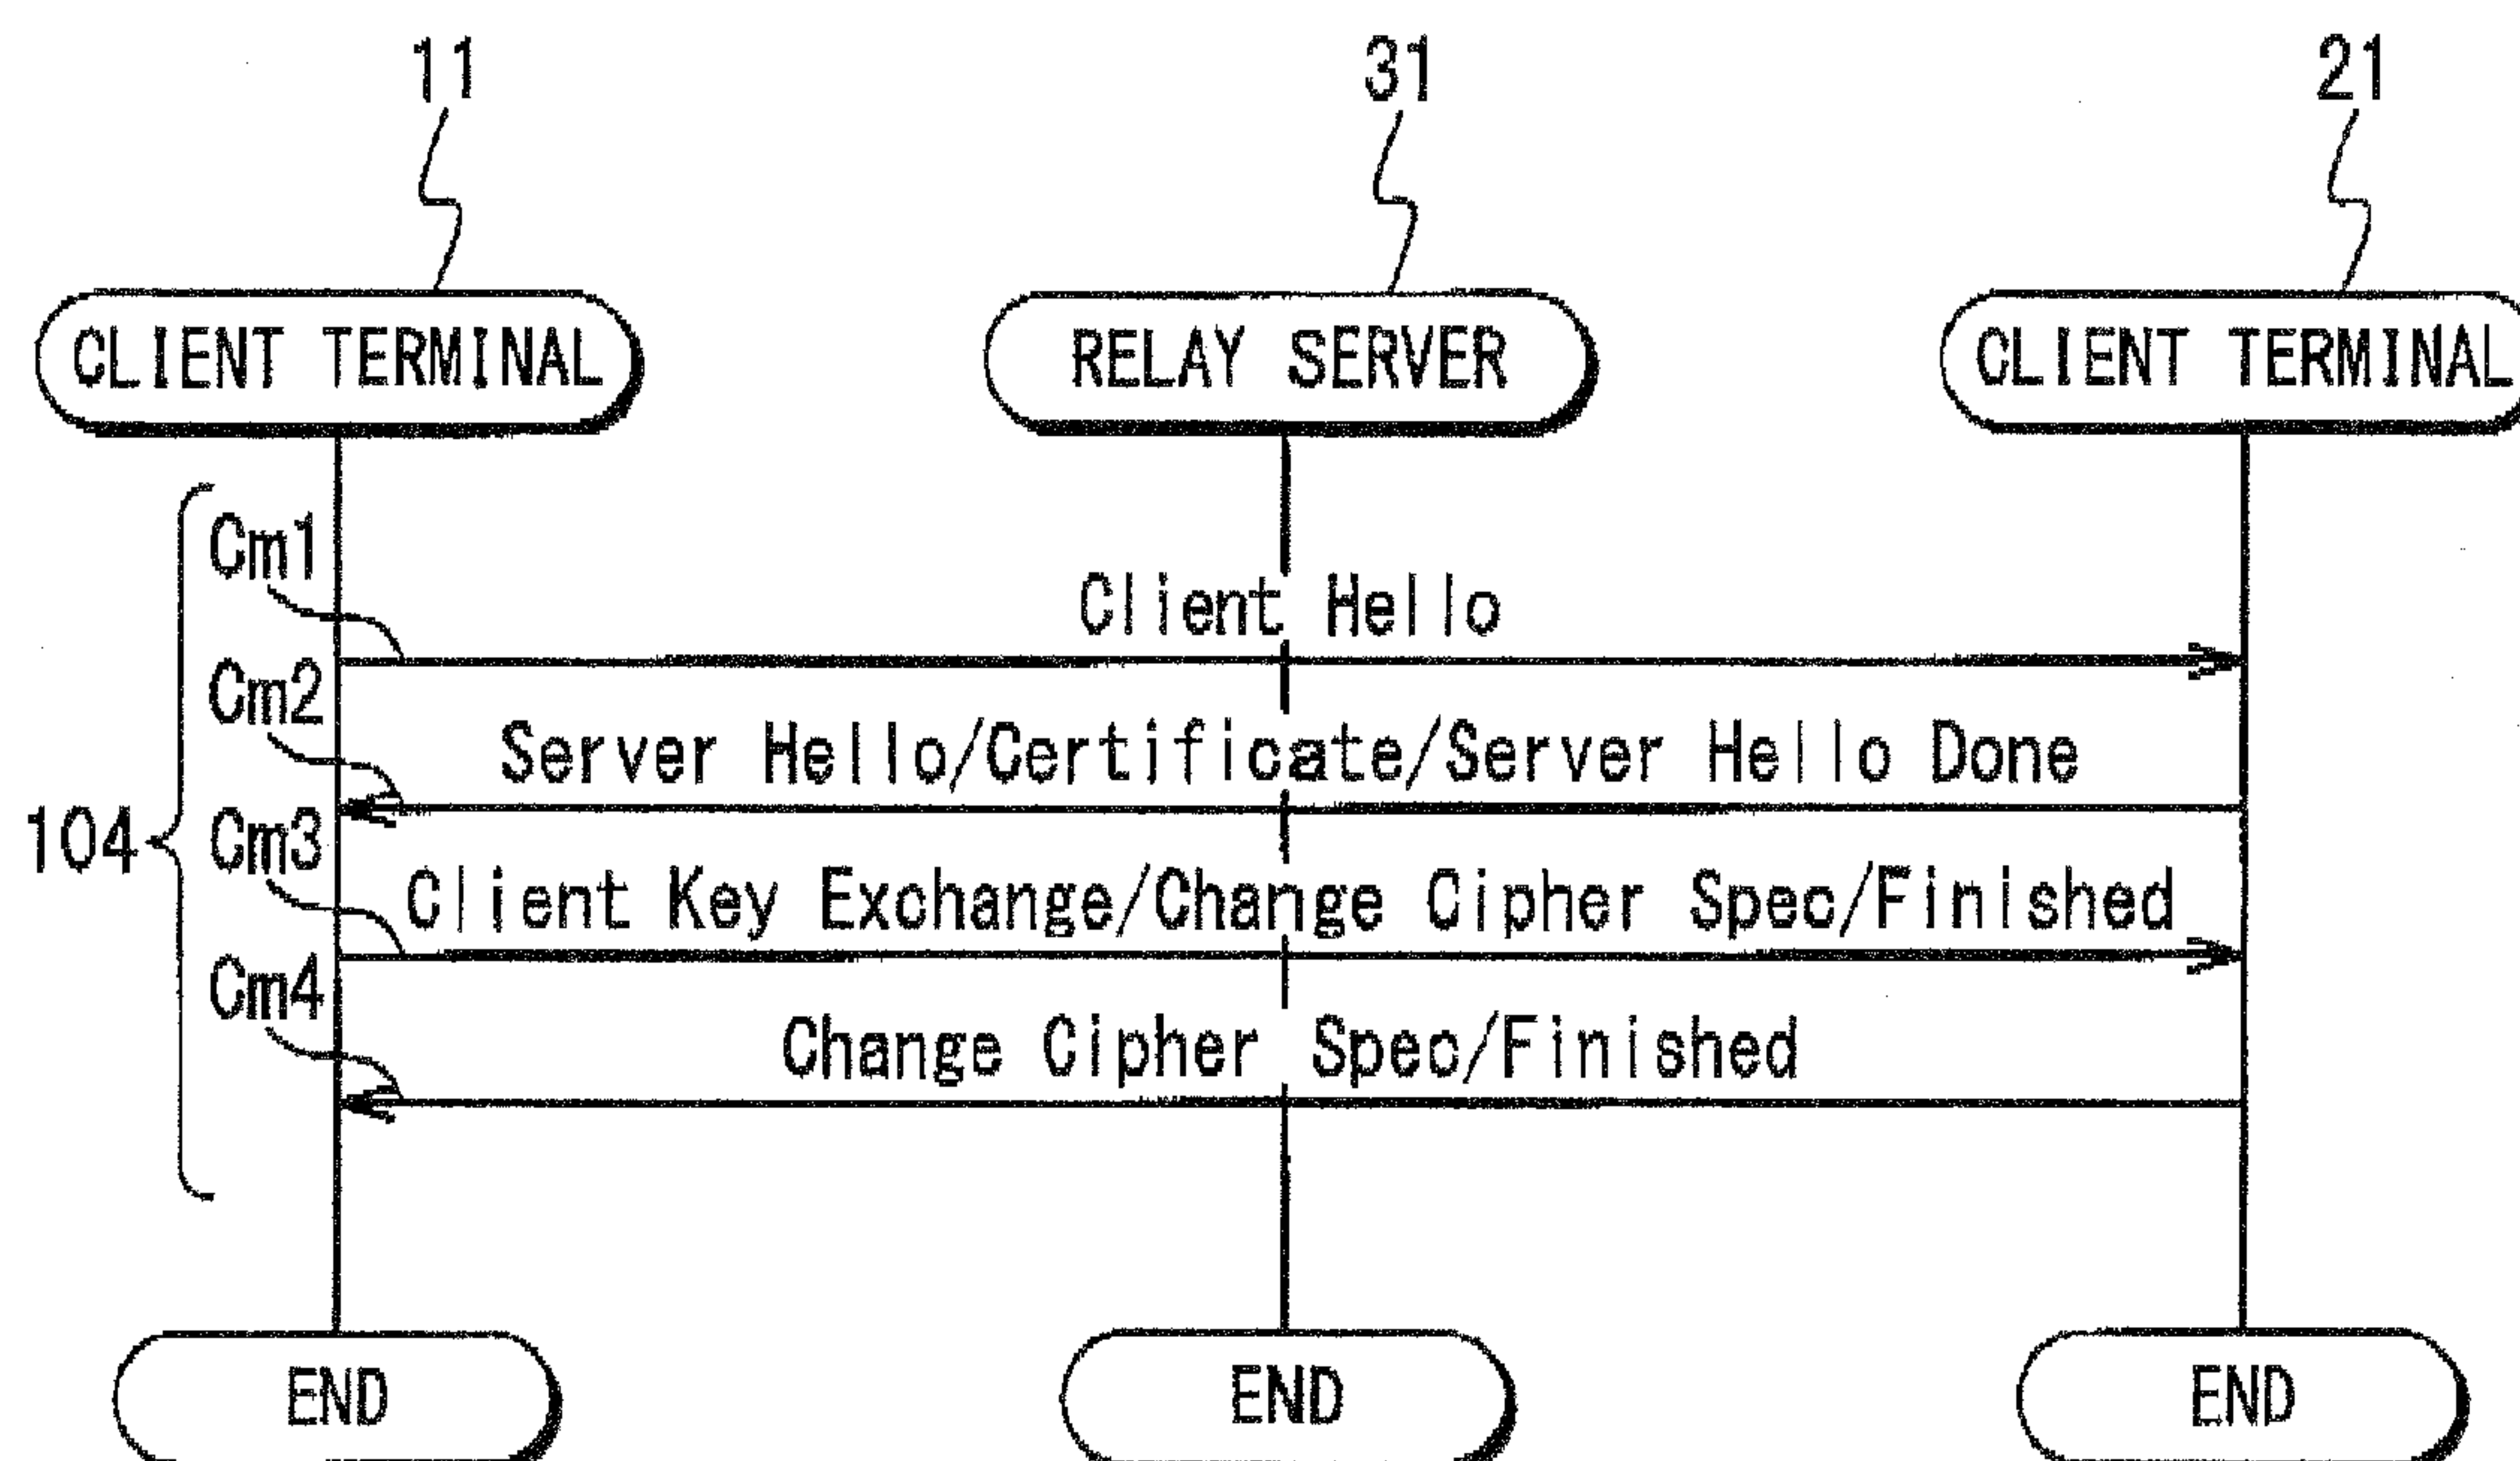 11
31
21
CLIENT TERMINAL
RELAY SERVER
CLIENT TERMINAL
Cm1
Client Hello
Cm2
Server Hello/Certificate/Server Hello Done
104
Cm3
Client Key Exchange/Change Cipher Spec/Finished
Cm4
Change Cipher Spec/Finished
END
END
END